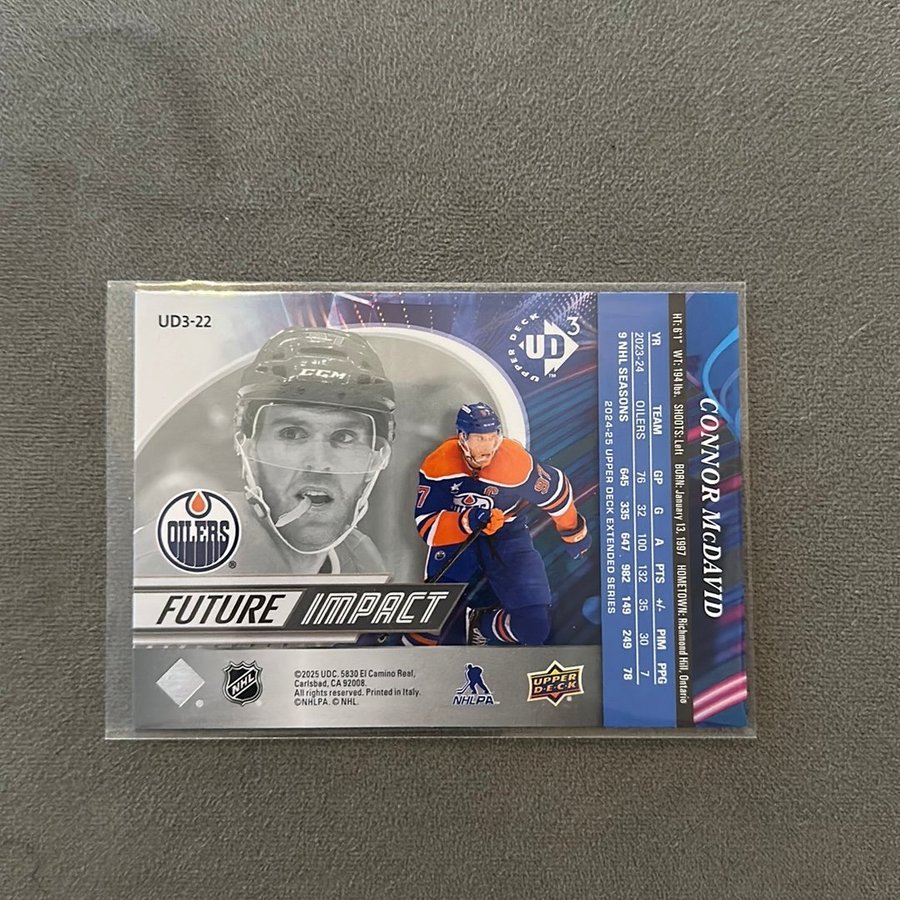 UD3-22
CCM
OILERS
®
FUTURE IMPACT
®
NHL
©2025 UDC. 5830 El Camino Real,
Carlsbad, CA 92008.
All rights reserved. Printed in Italy.
©NHLPA. © NHL.
NHLPA
UPPER DECK
UPPER DECK
UD3
TM
97
C
97
CONNOR McDAVID
HT: 6'1" WT: 194 lbs. SHOOTS: Left BORN: January 13, 1997 HOMETOWN: Richmond Hill, Ontario
YR TEAM GP G A PTS +/- PIM PPG
2023-24 OILERS 76 32 100 132 35 30 7
9 NHL SEASONS 645 335 647 982 149 249 78
2024-25 UPPER DECK EXTENDED SERIES